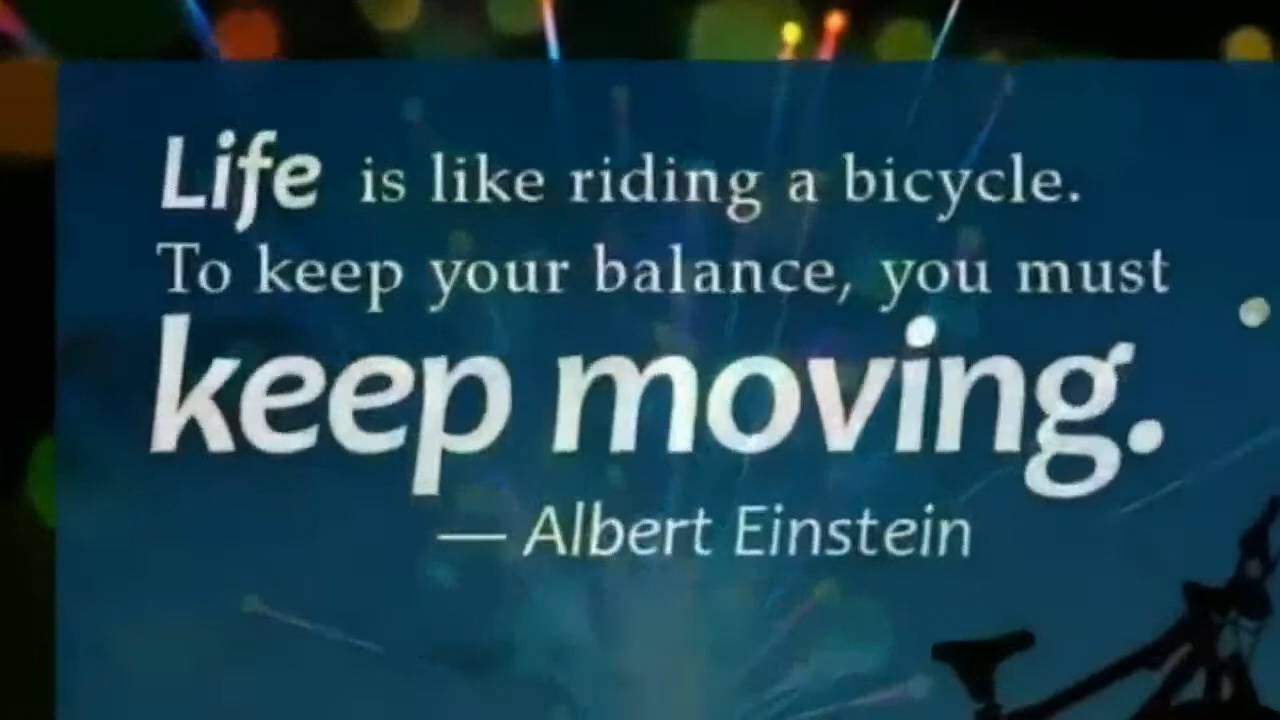 Life is like riding a bicycle.
To keep your balance, you must
keep moving.
— Albert Einstein